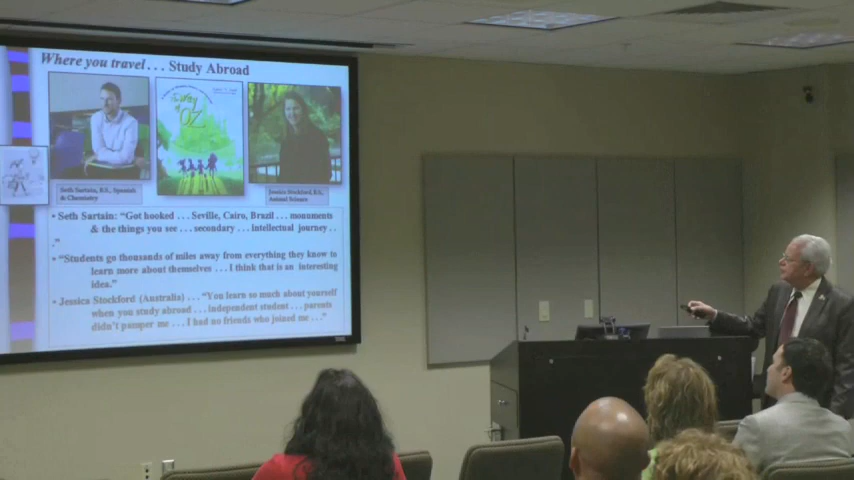 Where you travel . . . Study Abroad
OZ
Seth Sartain, B.S., Spanish
& Chemistry
Jessica Stockford, B.S.,
Animal Science
• Seth Sartain: “Got hooked . . . Seville, Cairo, Brazil . . . monuments
& the things you see . . . secondary . . . intellectual journey . .
.”
• “Students go thousands of miles away from everything they know to
learn more about themselves . . . I think that is an interesting
idea.”
• Jessica Stockford (Australia) . . . “You learn so much about yourself
when you study abroad . . . independent student . . . parents
didn’t pamper me . . . I had no friends who joined me . . .”